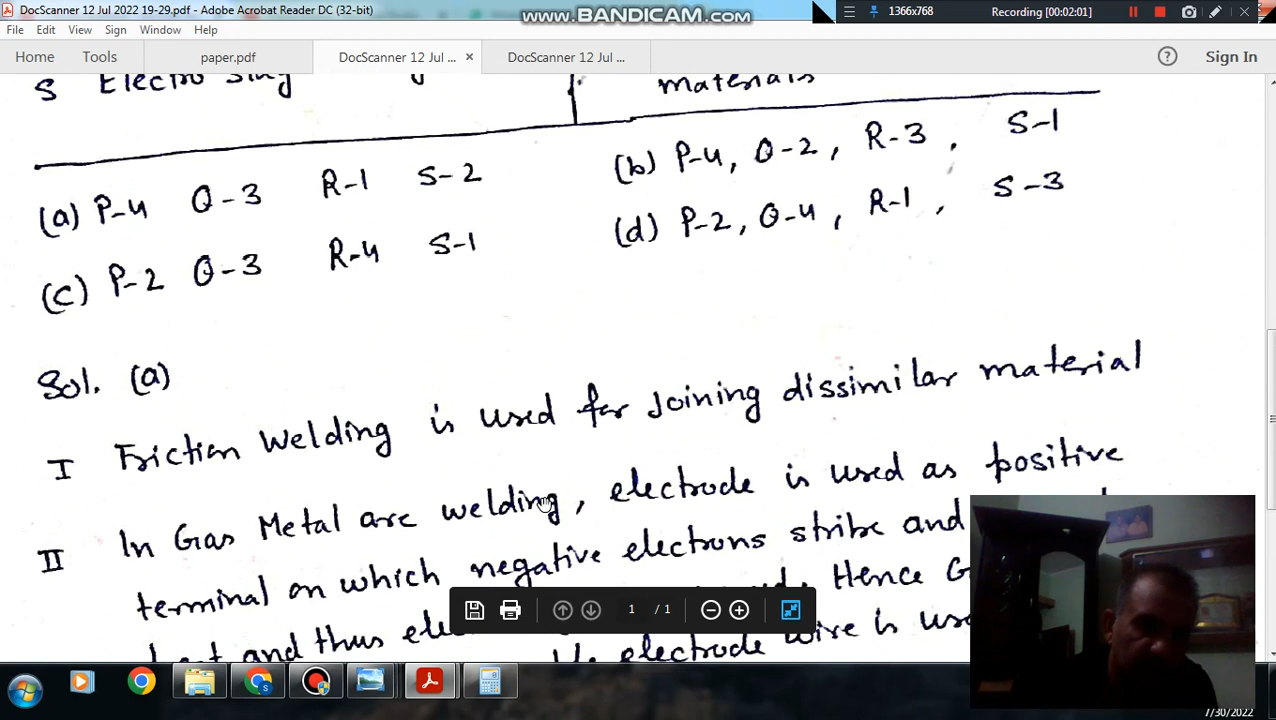 DocScanner 12 Jul 2022 19-29.pdf - Adobe Acrobat Reader DC (32-bit)
www.BANDICAM.com
1366x768
Recording [00:02:01]
File Edit View Sign Window Help
Home Tools paper.pdf DocScanner 12 Jul ... × DocScanner 12 Jul ... Sign In
S Electro Slag
materials
(a) P-4 Q-3 R-1 S-2
(b) P-4, Q-2, R-3, S-1
(c) P-2 Q-3 R-4 S-1
(d) P-2, Q-4, R-1, S-3
Sol. (a)
I Friction Welding is used for Joining dissimilar material
II In Gas Metal arc welding, electrode is used as positive
terminal on which negative electrons strike and
Hence G
and thus
electrode wire is
1 / 1
7/30/2022